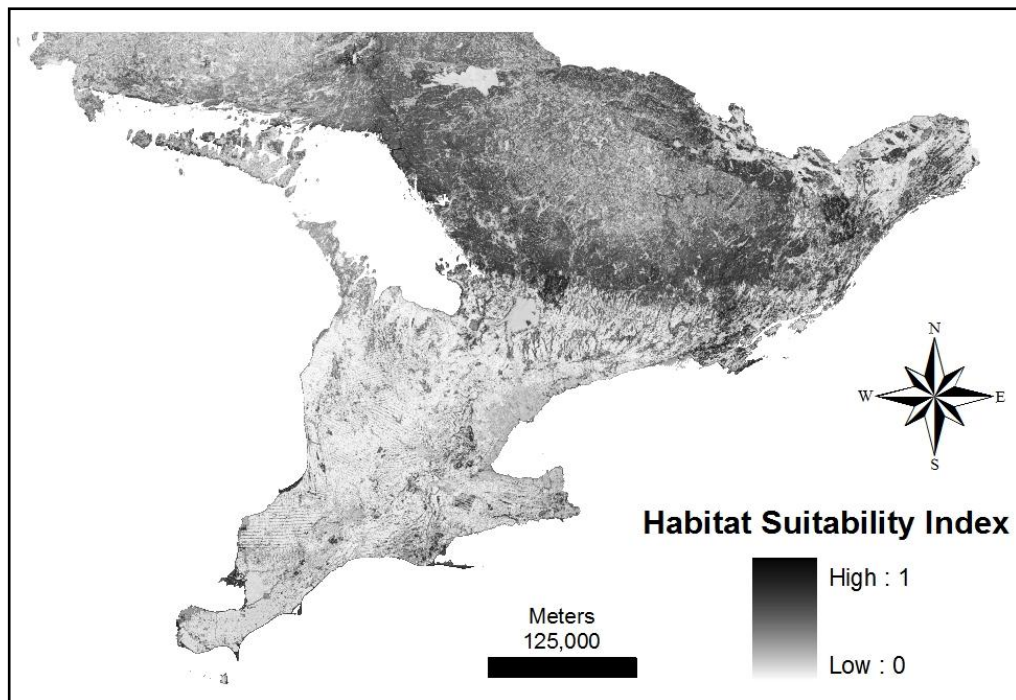 N
W E
S
Habitat Suitability Index
High : 1
Low : 0
Meters
125,000